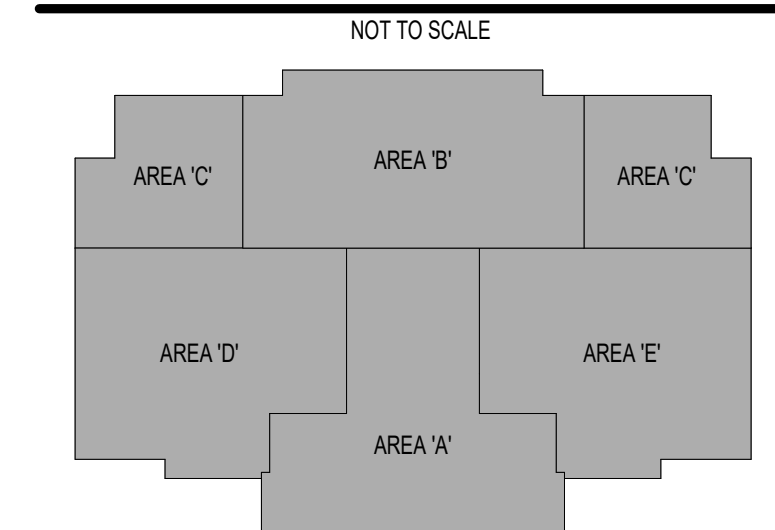 NOT TO SCALE
AREA 'B'
AREA 'C'
AREA 'C'
AREA 'D'
AREA 'E'
AREA 'A'